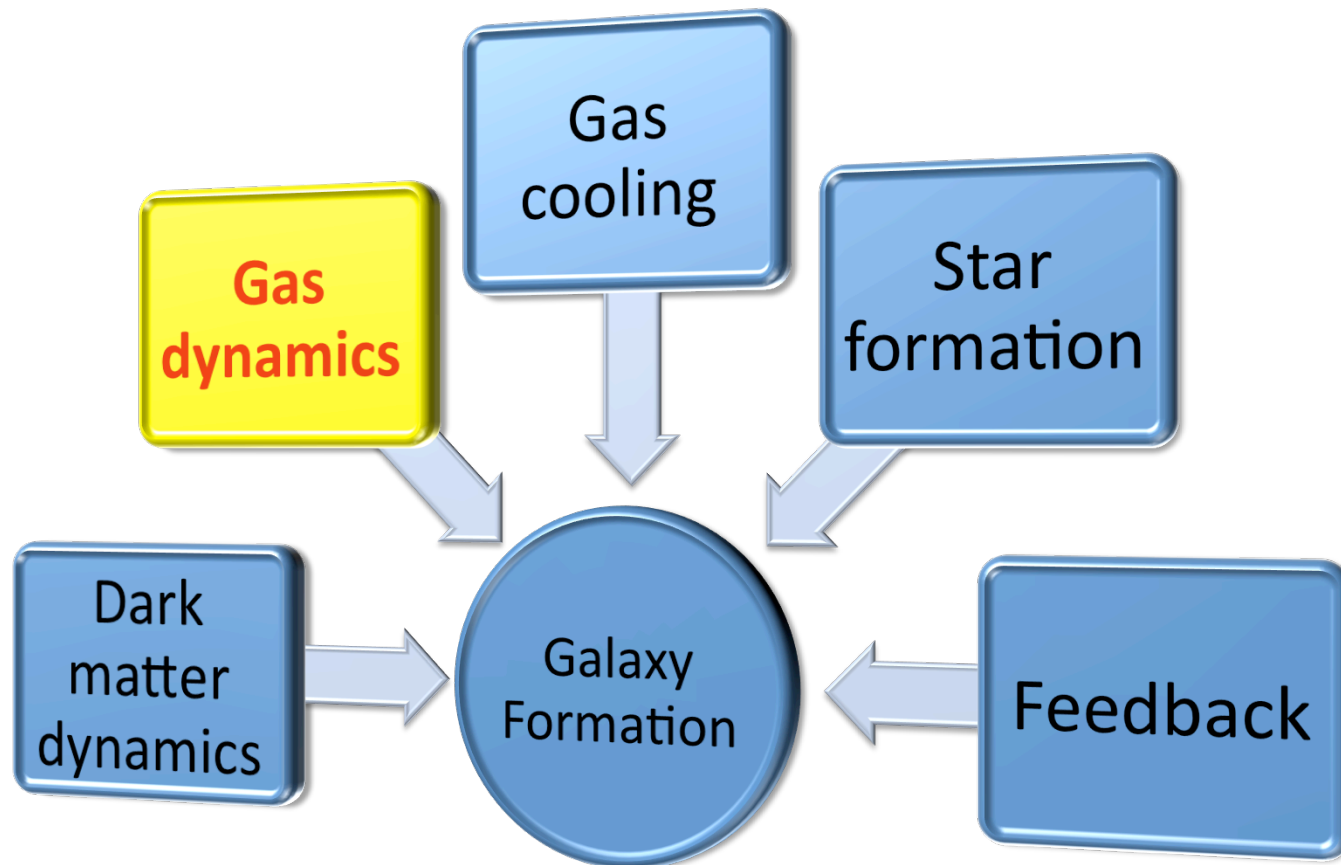 Gas
cooling
Gas
dynamics
Star
formation
Dark
matter
dynamics
Galaxy
Formation
Feedback